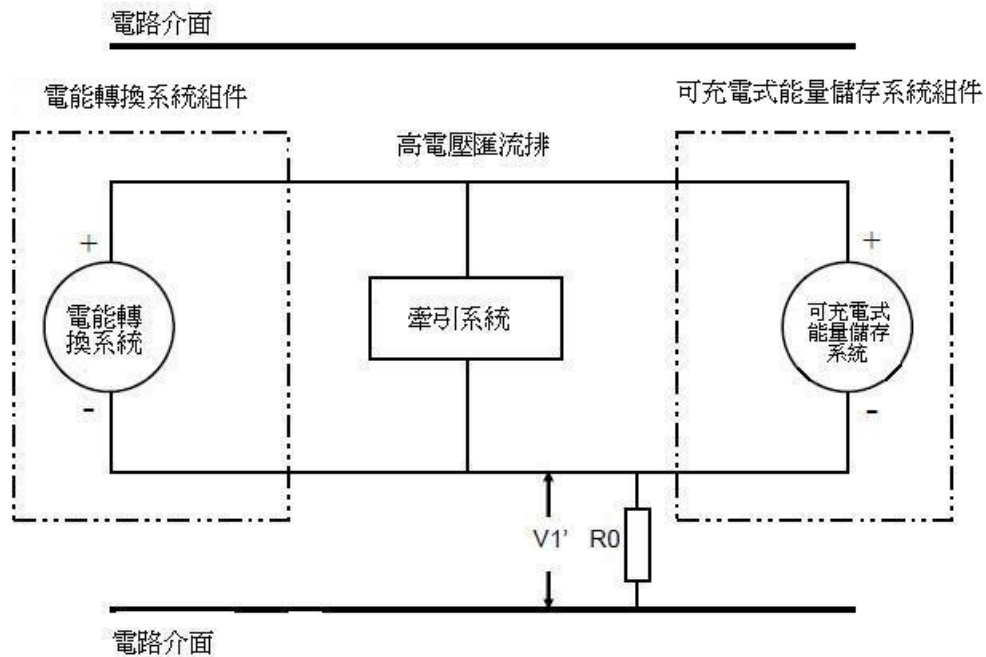 電路介面
電能轉換系統組件
可充電式能量儲存系統組件
高電壓匯流排
+
+
電能轉
換系統
牽引系統
可充電式
能量儲存
系統
-
-
V1’
R0
電路介面